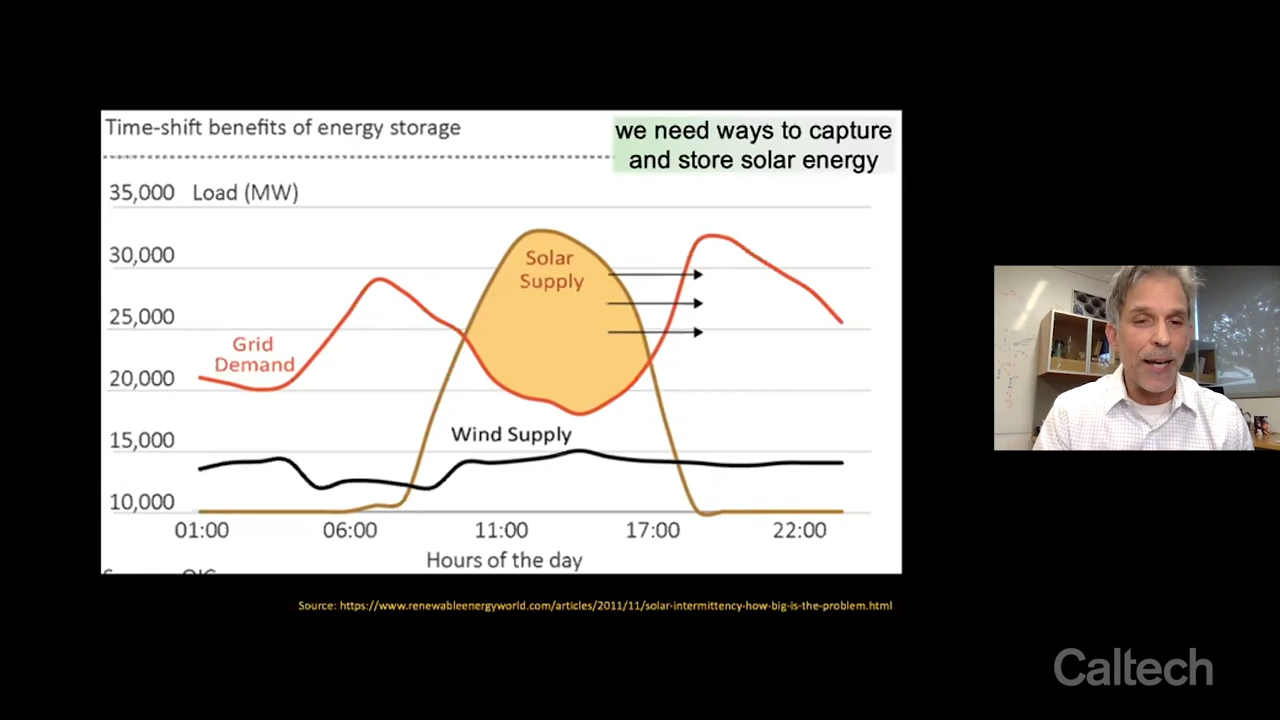 Time-shift benefits of energy storage
we need ways to capture
and store solar energy
35,000 Load (MW)
30,000
25,000
20,000
15,000
10,000
Solar
Supply
Grid
Demand
Wind Supply
01:00 06:00 11:00 17:00 22:00
Hours of the day
Source: https://www.renewableenergyworld.com/articles/2011/11/solar-intermittency-how-big-is-the-problem.html
Caltech